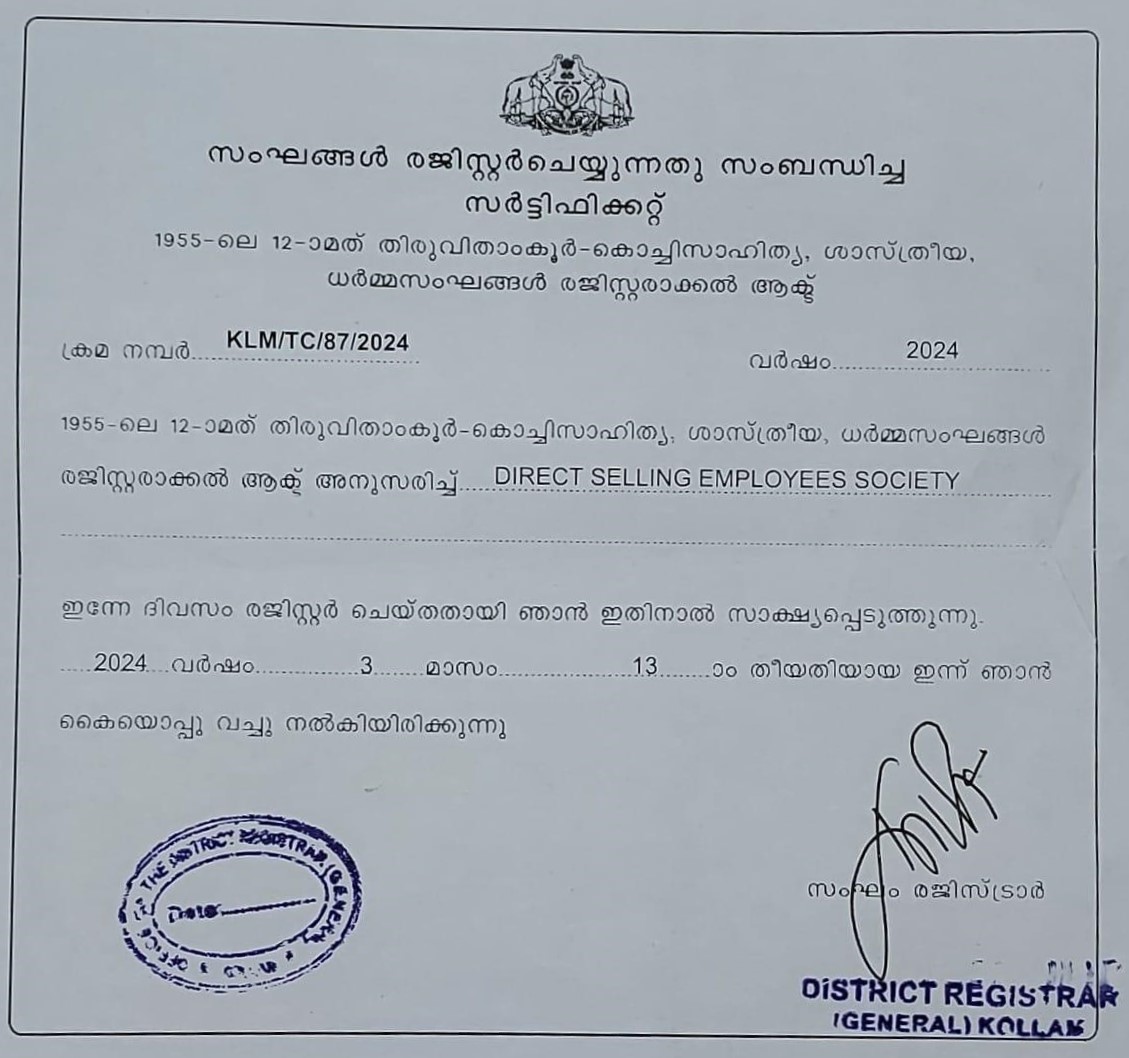 സംഘങ്ങൾ രജിസ്റ്റർചെയ്യുന്നതു സംബന്ധിച്ച
സർട്ടിഫിക്കറ്റ്
1955-ലെ 12-ാമത് തിരുവിതാംകൂർ-കൊച്ചിസാഹിത്യ, ശാസ്ത്രീയ,
ധർമ്മസംഘങ്ങൾ രജിസ്റ്റരാക്കൽ ആക്ട്
ക്രമ നമ്പർ.....KLM/TC/87/2024 വർഷം.....2024
1955-ലെ 12-ാമത് തിരുവിതാംകൂർ-കൊച്ചിസാഹിത്യ, ശാസ്ത്രീയ, ധർമ്മസംഘങ്ങൾ
രജിസ്റ്റരാക്കൽ ആക്ട് അനുസരിച്ച്.....DIRECT SELLING EMPLOYEES SOCIETY
ഇന്നേ ദിവസം രജിസ്റ്റർ ചെയ്തതായി ഞാൻ ഇതിനാൽ സാക്ഷ്യപ്പെടുത്തുന്നു.
.....2024.....വർഷം.....3.....മാസം.....13.....ാം തീയതിയായ ഇന്ന് ഞാൻ
കൈയൊപ്പു വച്ചു നൽകിയിരിക്കുന്നു
OFFICE OF THE DISTRICT REGISTRAR (GENERAL)
Date
സംഘം രജിസ്ട്രാർ
DISTRICT REGISTRAR
(GENERAL) KOLLAM